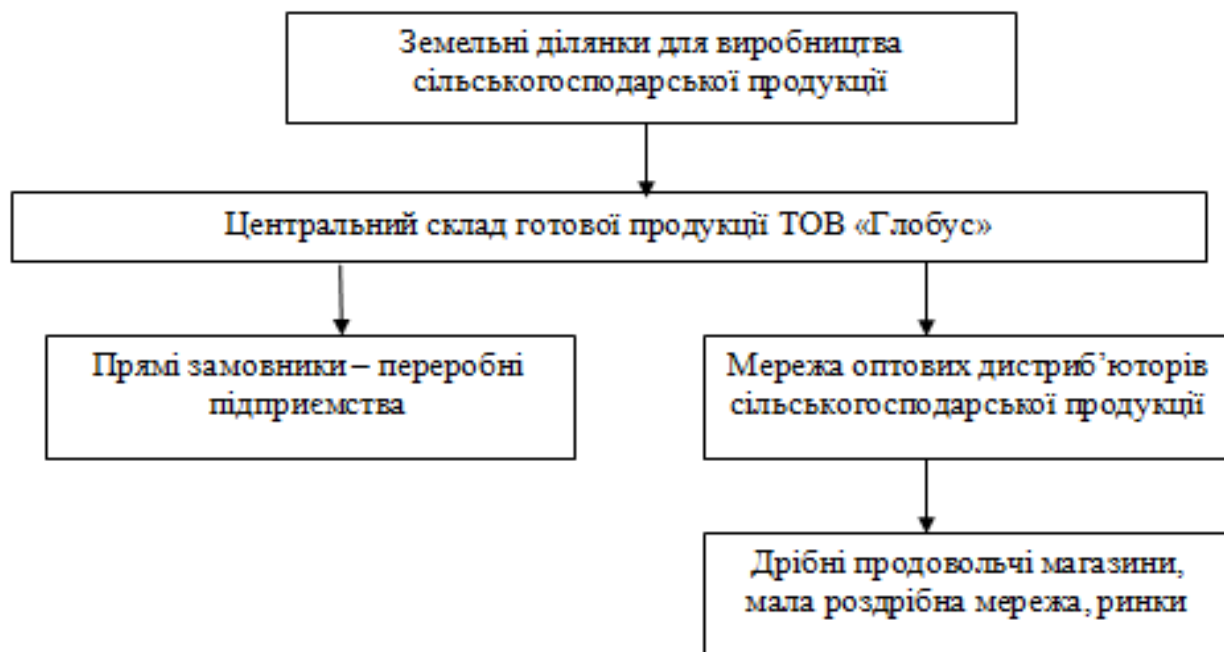 Земельні ділянки для виробництва
сільськогосподарської продукції
Центральний склад готової продукції ТОВ «Глобус»
Прямі замовники – переробні
підприємства
Мережа оптових дистриб’юторів
сільськогосподарської продукції
Дрібні продовольчі магазини,
мала роздрібна мережа, ринки